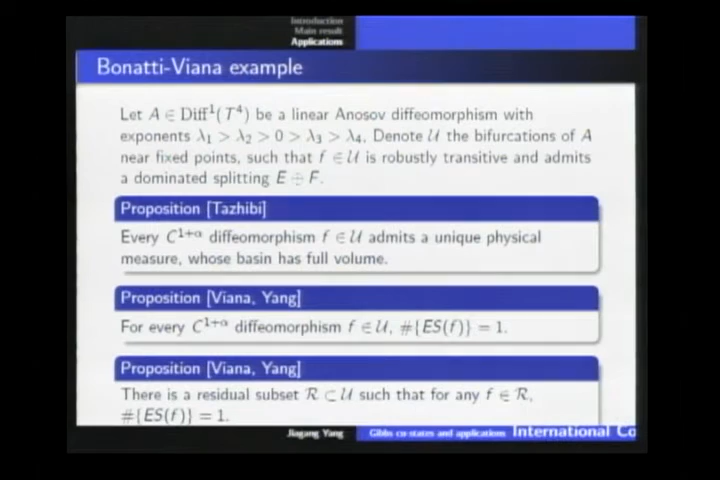 Introduction
Main result
Applications
Bonatti-Viana example
Let A ∈ Diff¹(T⁴) be a linear Anosov diffeomorphism with
exponents λ₁ > λ₂ > 0 > λ₃ > λ₄. Denote 𝒰 the bifurcations of A
near fixed points, such that f ∈ 𝒰 is robustly transitive and admits
a dominated splitting E ⊕ F.
Proposition [Tazhibi]
Every C¹⁺ᵅ diffeomorphism f ∈ 𝒰 admits a unique physical
measure, whose basin has full volume.
Proposition [Viana, Yang]
For every C¹⁺ᵅ diffeomorphism f ∈ 𝒰, #{ES(f)} = 1.
Proposition [Viana, Yang]
There is a residual subset ℛ ⊂ 𝒰 such that for any f ∈ ℛ,
#{ES(f)} = 1.
Jiagang Yang
Gibbs cu-states and applications
International Co